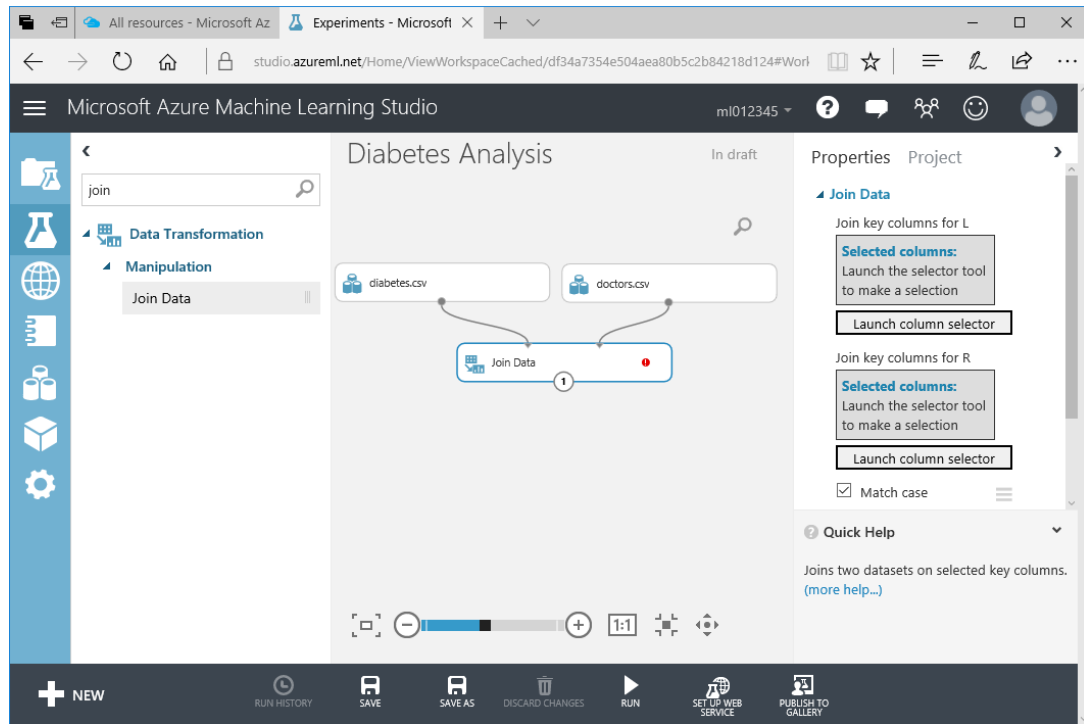 All resources - Microsoft Az
Experiments - Microsoft
studio.azureml.net/Home/ViewWorkspaceCached/df34a7354e504aea80b5c2b84218d124#Work
Microsoft Azure Machine Learning Studio
ml012345
join
Data Transformation
Manipulation
Join Data
Diabetes Analysis
In draft
diabetes.csv
doctors.csv
Join Data
1
1:1
Properties Project
Join Data
Join key columns for L
Selected columns:
Launch the selector tool
to make a selection
Launch column selector
Join key columns for R
Selected columns:
Launch the selector tool
to make a selection
Launch column selector
Match case
Quick Help
Joins two datasets on selected key columns.
(more help...)
NEW
RUN HISTORY
SAVE
SAVE AS
DISCARD CHANGES
RUN
SET UP WEB
SERVICE
PUBLISH TO
GALLERY